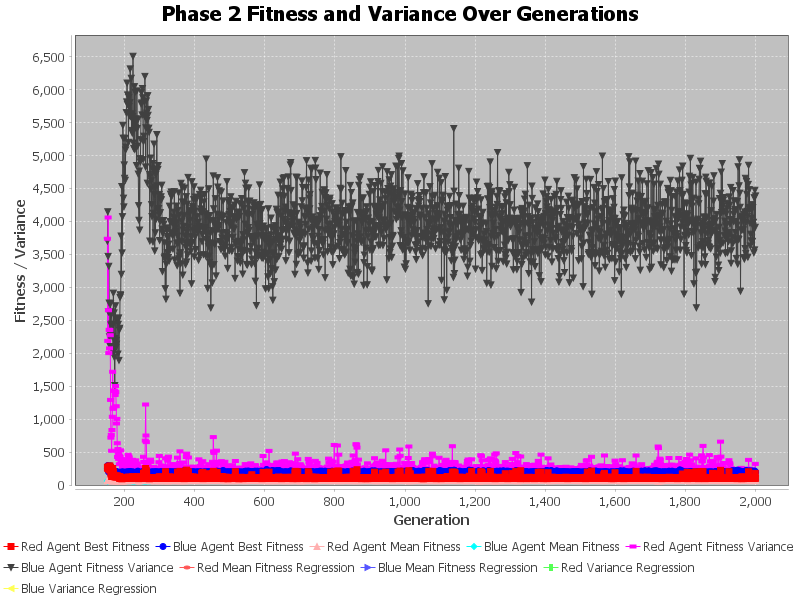 Phase 2 Fitness and Variance Over Generations
6,500
6,000
5,500
5,000
4,500
4,000
3,500
3,000
2,500
2,000
1,500
1,000
500
0
Fitness / Variance
200 400 600 800 1,000 1,200 1,400 1,600 1,800 2,000
Generation
Red Agent Best Fitness Blue Agent Best Fitness Red Agent Mean Fitness Blue Agent Mean Fitness Red Agent Fitness Variance
Blue Agent Fitness Variance Red Mean Fitness Regression Blue Mean Fitness Regression Red Variance Regression
Blue Variance Regression